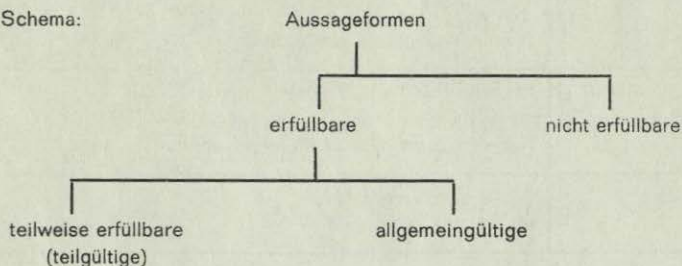 Schema: Aussageformen
erfüllbare nicht erfüllbare
teilweise erfüllbare allgemeingültige
(teilgültige)